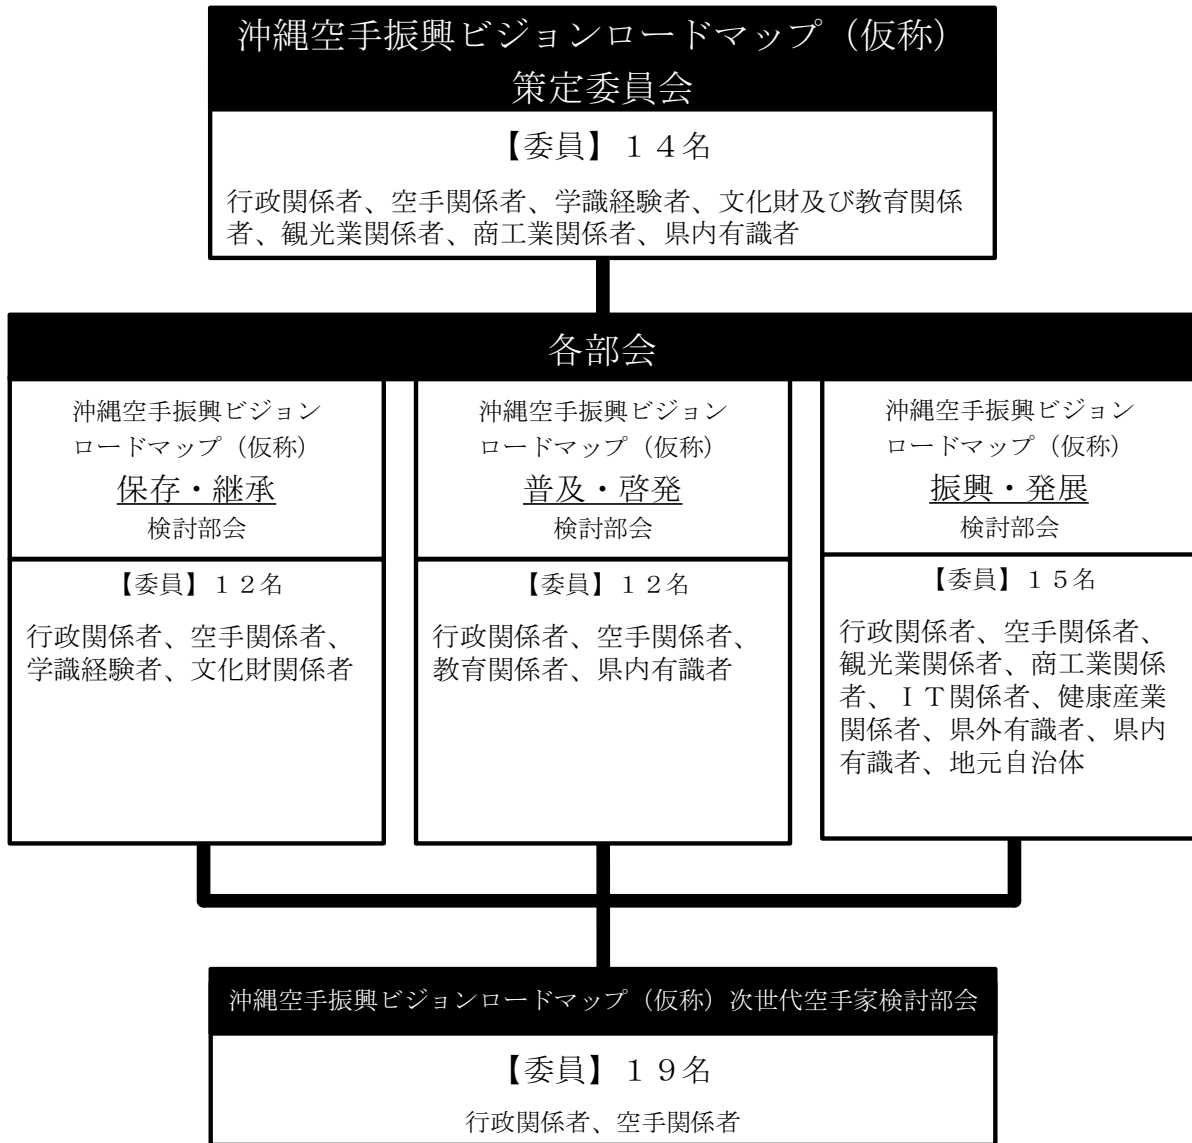 沖縄空手振興ビジョンロードマップ（仮称）
策定委員会
【委員】１４名
行政関係者、空手関係者、学識経験者、文化財及び教育関係
者、観光業関係者、商工業関係者、県内有識者
各部会
沖縄空手振興ビジョン
ロードマップ（仮称）
保存・継承
検討部会
【委員】１２名
行政関係者、空手関係者、
学識経験者、文化財関係者
沖縄空手振興ビジョン
ロードマップ（仮称）
普及・啓発
検討部会
【委員】１２名
行政関係者、空手関係者、
教育関係者、県内有識者
沖縄空手振興ビジョン
ロードマップ（仮称）
振興・発展
検討部会
【委員】１５名
行政関係者、空手関係者、
観光業関係者、商工業関係
者、ＩＴ関係者、健康産業
関係者、県外有識者、県内
有識者、地元自治体
沖縄空手振興ビジョンロードマップ（仮称）次世代空手家検討部会
【委員】１９名
行政関係者、空手関係者